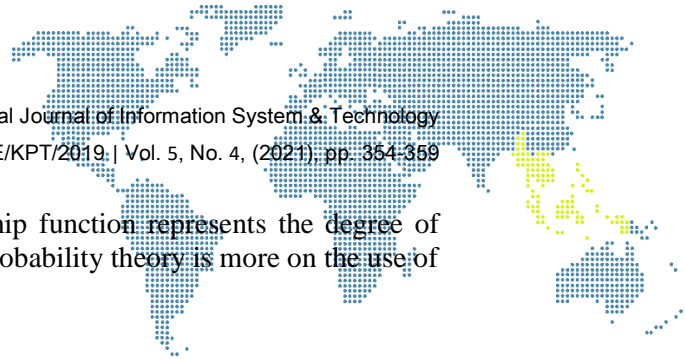 al Journal of Information System & Technology
E/KPT/2019 | Vol. 5, No. 4, (2021), pp. 354-359
hip function represents the degree of
obability theory is more on the use of